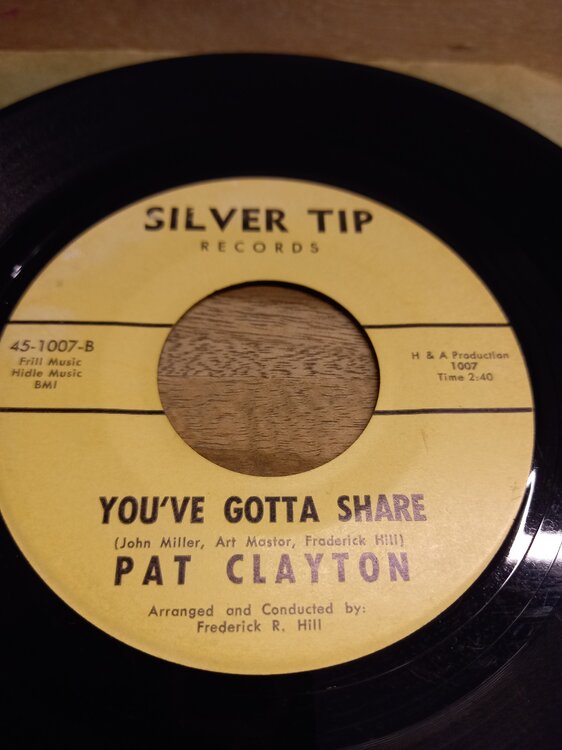 SILVER TIP
RECORDS
45-1007-B
Frill Music
Hidle Music
BMI
H & A Production
1007
Time 2:40
YOU'VE GOTTA SHARE
(John Miller, Art Mastor, Fraderick Hill)
PAT CLAYTON
Arranged and Conducted by:
Frederick R. Hill